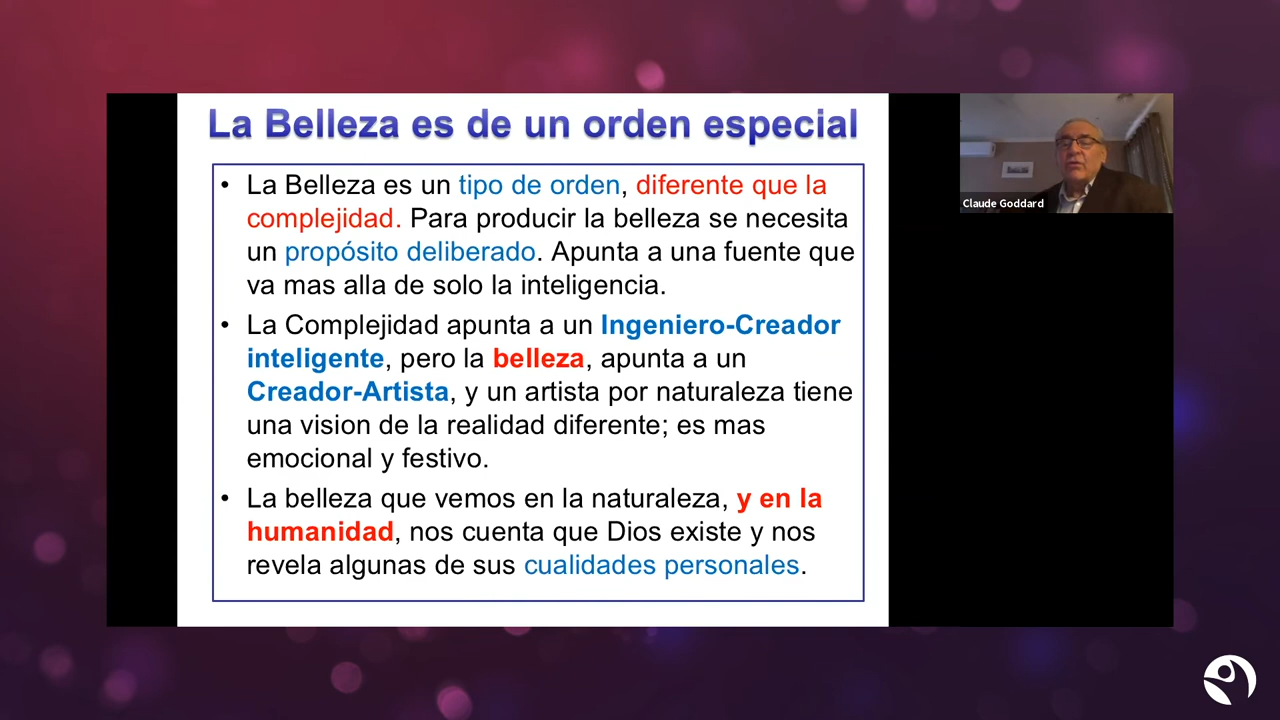 La Belleza es de un orden especial
• La Belleza es un tipo de orden, diferente que la
complejidad. Para producir la belleza se necesita
un propósito deliberado. Apunta a una fuente que
va mas alla de solo la inteligencia.
• La Complejidad apunta a un Ingeniero-Creador
inteligente, pero la belleza, apunta a un
Creador-Artista, y un artista por naturaleza tiene
una vision de la realidad diferente; es mas
emocional y festivo.
• La belleza que vemos en la naturaleza, y en la
humanidad, nos cuenta que Dios existe y nos
revela algunas de sus cualidades personales.
Claude Goddard